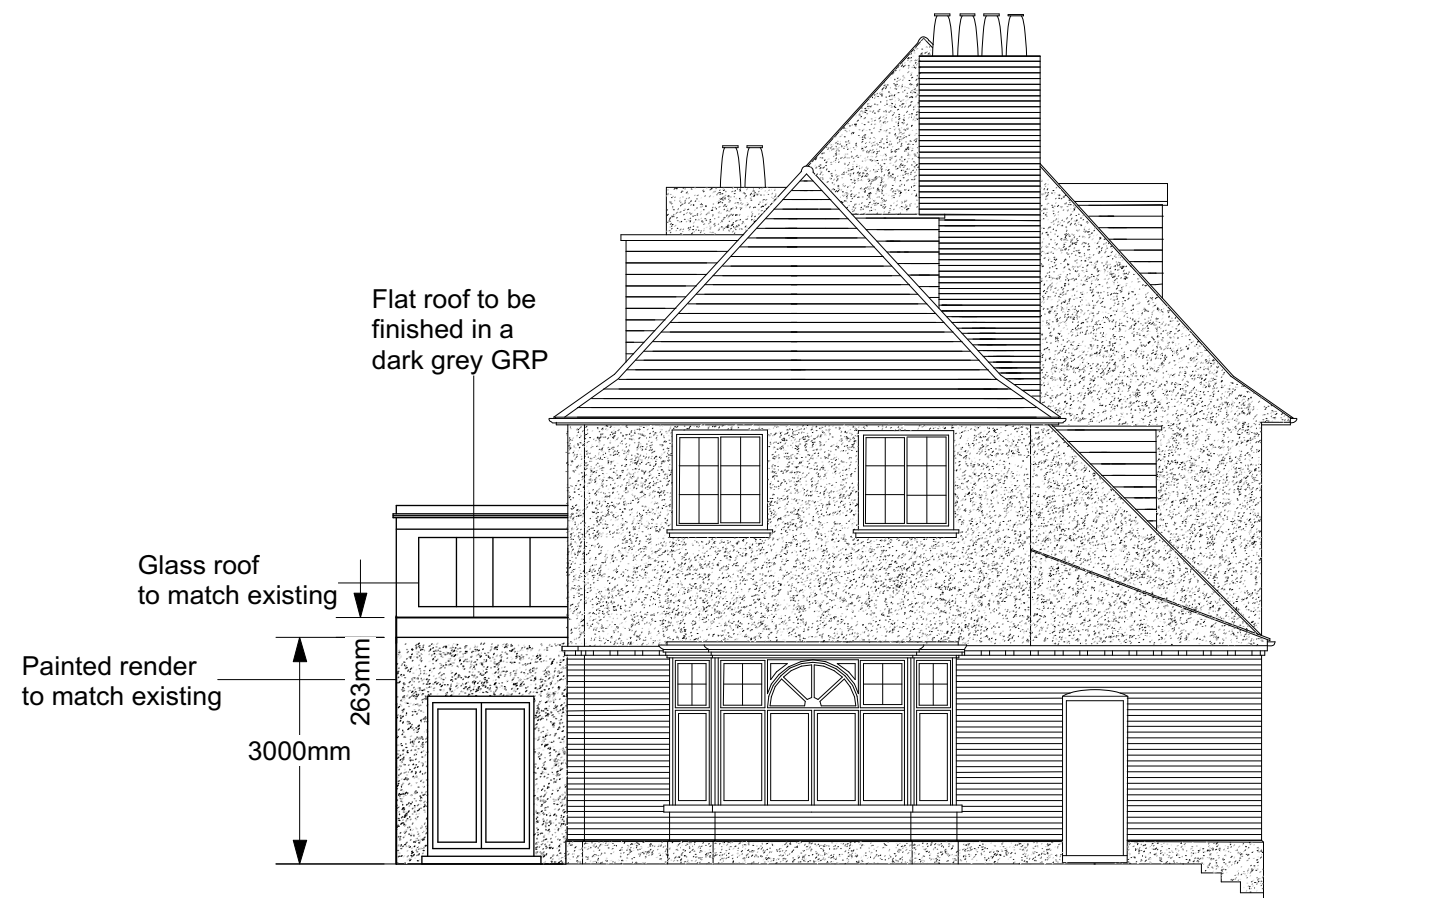 Flat roof to be
finished in a
dark grey GRP
Glass roof
to match existing
Painted render
to match existing
263mm
3000mm